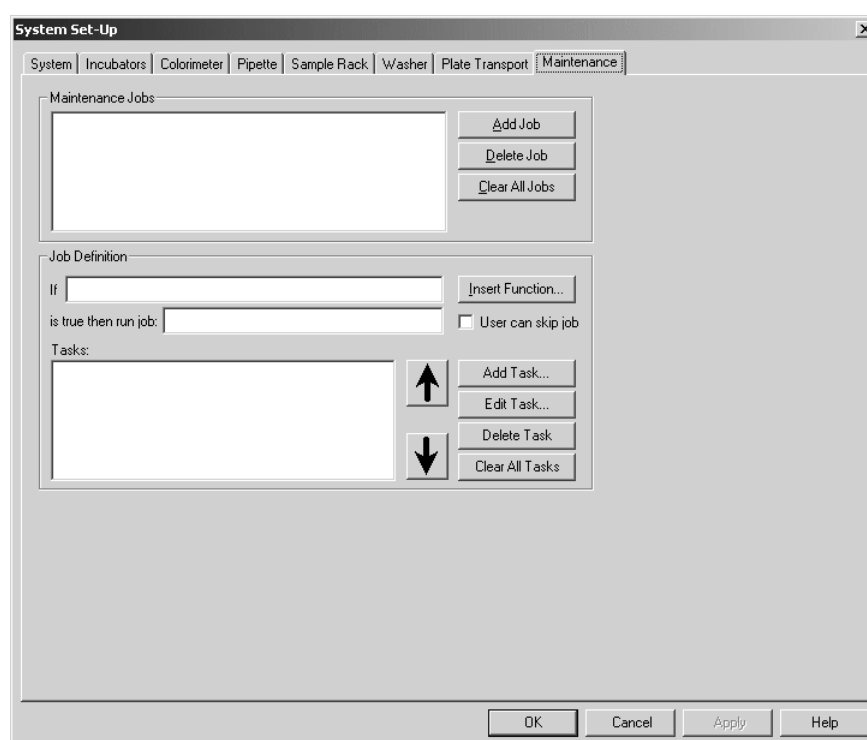 System Set-Up
System Incubators Colorimeter Pipette Sample Rack Washer Plate Transport Maintenance
Maintenance Jobs
Add Job
Delete Job
Clear All Jobs
Job Definition
If
Insert Function...
is true then run job:
User can skip job
Tasks:
Add Task...
Edit Task...
Delete Task
Clear All Tasks
OK Cancel Apply Help